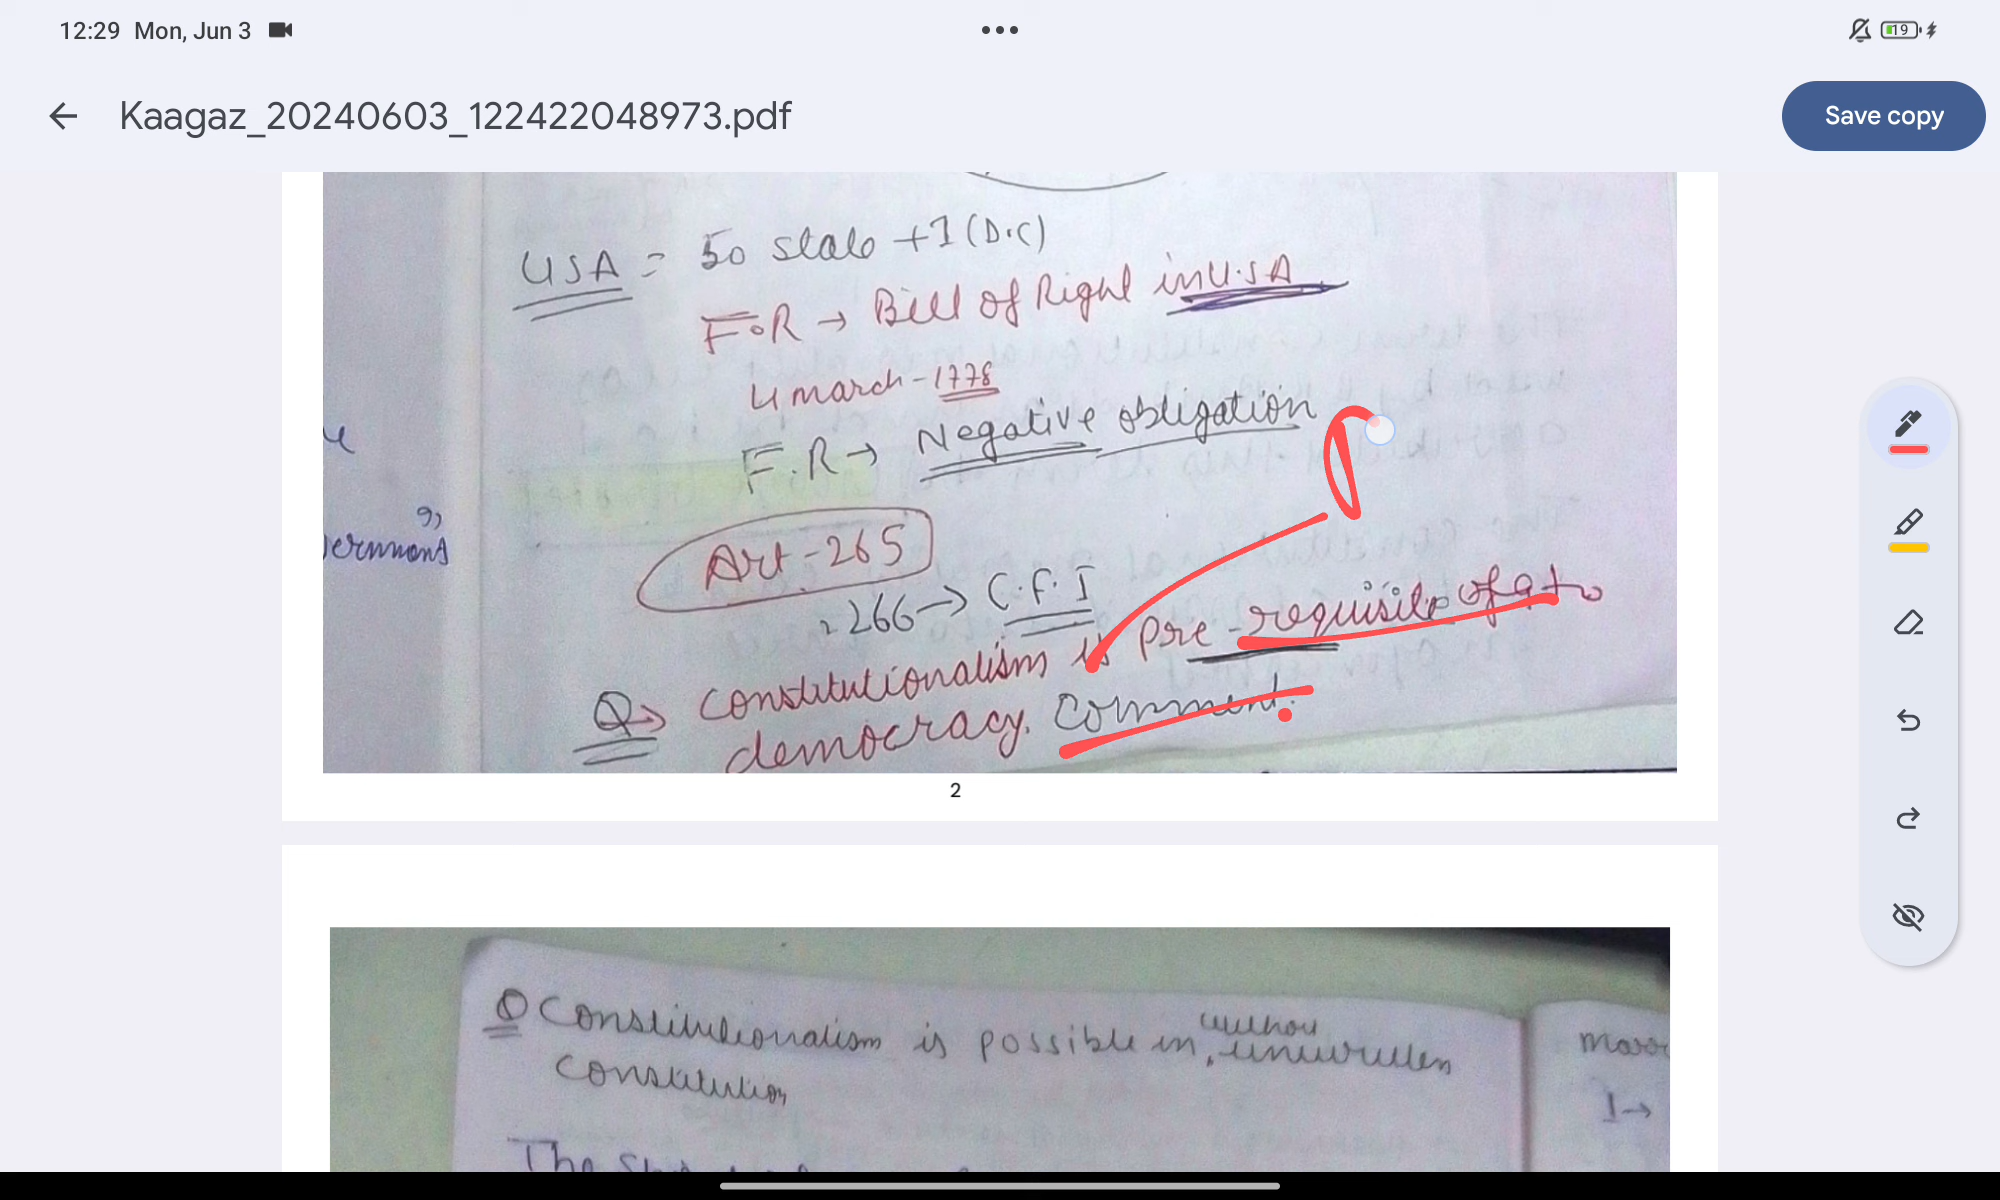 12:29 Mon, Jun 3
19
Kaagaz_20240603_122422048973.pdf
Save copy
USA = 50 state +1 (D.C)
F.R → Bill of Right in U.S.A
4 march - 1778
F.R → Negative obligation
Art - 265
266 → C.F.I
Q → Constitutionalism is pre-requisite of
democracy. Comment.
2
Q Constitutionalism is possible in, unwritten
Constitution
I →
The